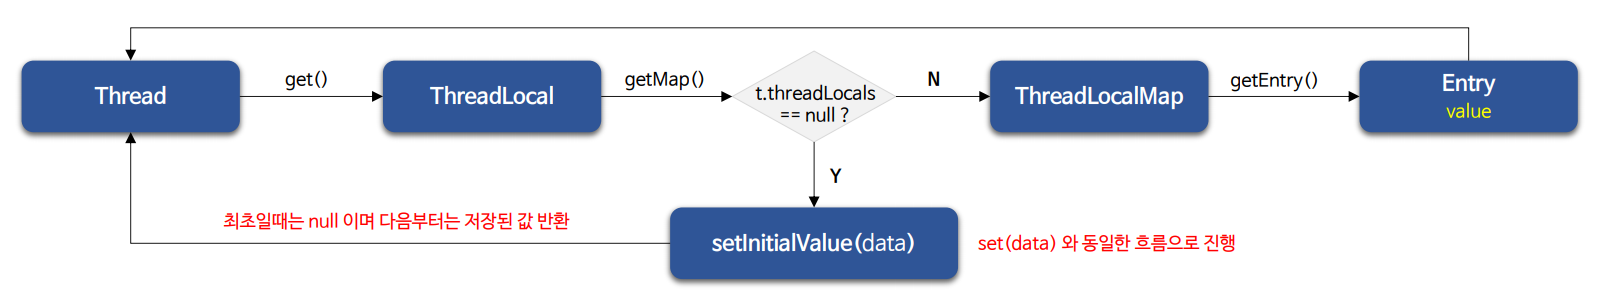 Thread
get()
ThreadLocal
getMap()
t.threadLocals
== null ?
N
ThreadLocalMap
getEntry()
Entry
value
Y
최초일때는 null 이며 다음부터는 저장된 값 반환
setInitialValue(data)
set(data) 와 동일한 흐름으로 진행